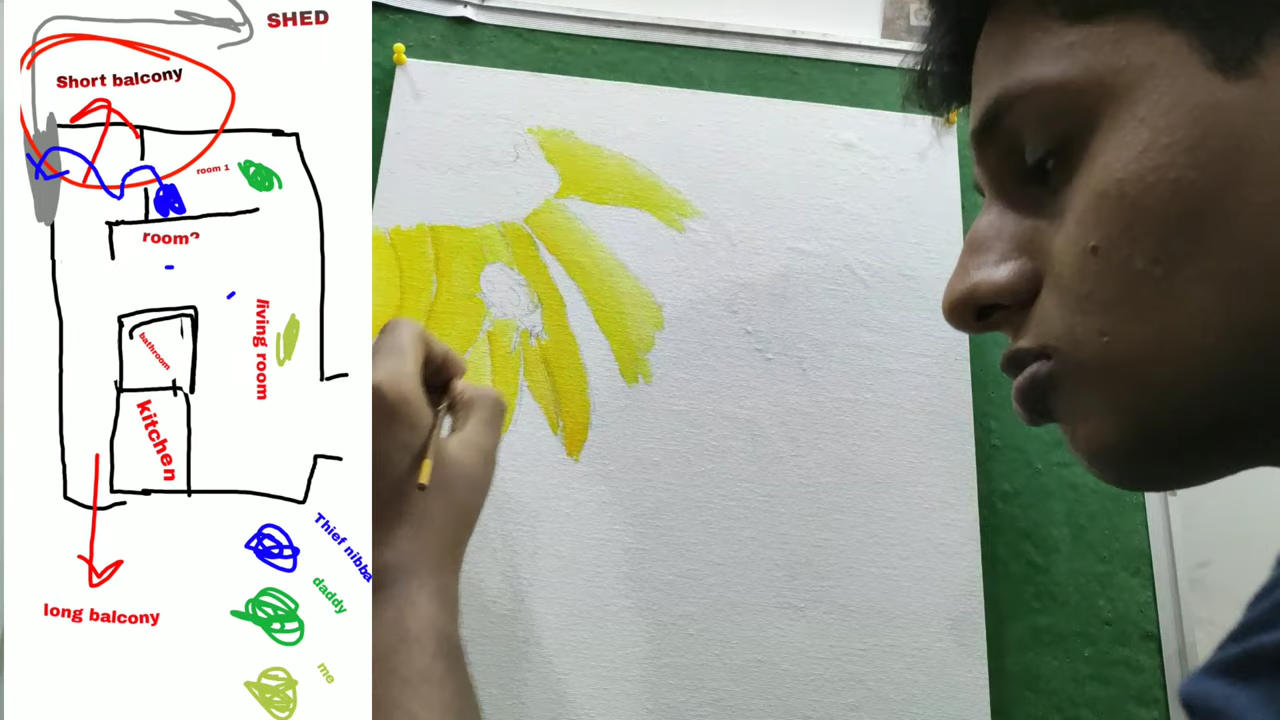 SHED
Short balcony
room 1
room?
living room
bathroom
kitchen
Thief nibba
daddy
long balcony
me